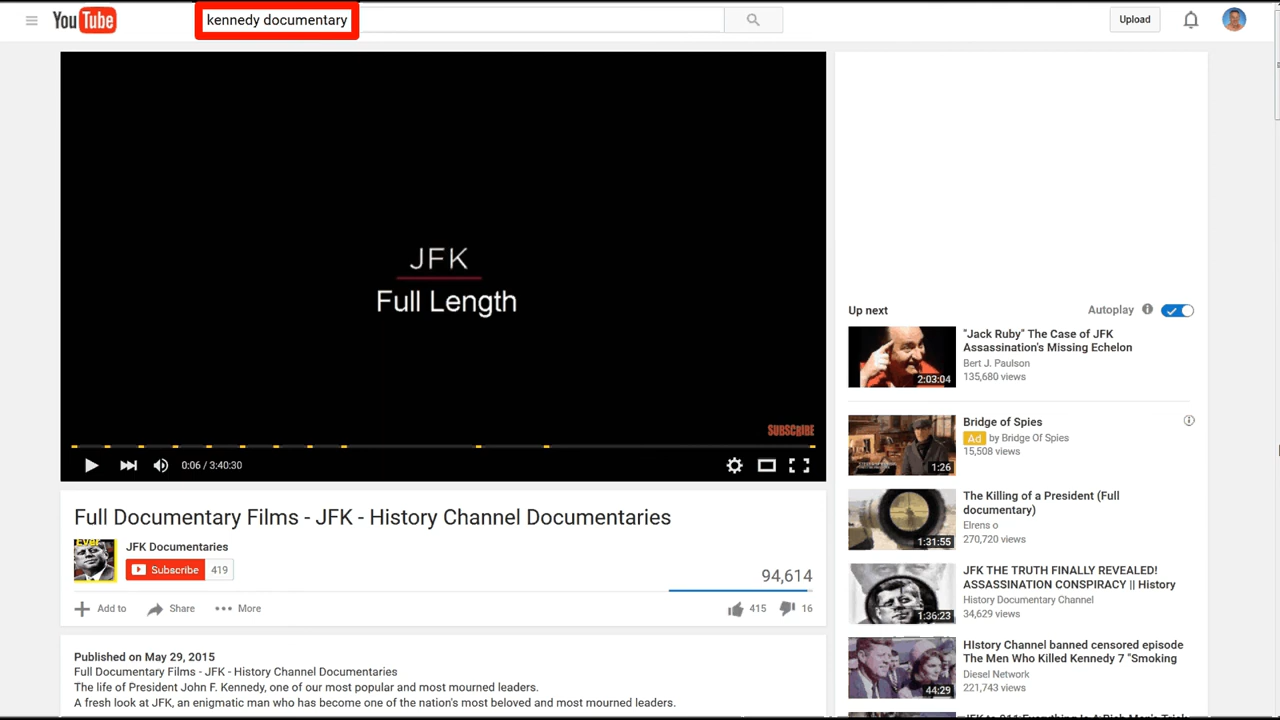 YouTube
kennedy documentary
Upload
JFK
Full Length
SUBSCRIBE
0:06 / 3:40:30
Full Documentary Films - JFK - History Channel Documentaries
JFK Documentaries
Subscribe 419
94,614
Add to Share More
415 16
Published on May 29, 2015
Full Documentary Films - JFK - History Channel Documentaries
The life of President John F. Kennedy, one of our most popular and most mourned leaders.
A fresh look at JFK, an enigmatic man who has become one of the nation's most beloved and most mourned leaders.
Up next
Autoplay
2:03:04
"Jack Ruby" The Case of JFK
Assassination's Missing Echelon
Bert J. Paulson
135,680 views
1:26
Bridge of Spies
Ad by Bridge Of Spies
15,508 views
1:31:55
The Killing of a President (Full
documentary)
Elrens o
270,720 views
1:36:23
JFK THE TRUTH FINALLY REVEALED!
ASSASSINATION CONSPIRACY || History
History Documentary Channel
34,629 views
44:29
HIstory Channel banned censored episode
The Men Who Killed Kennedy 7 "Smoking
Diesel Network
221,743 views
JFK to 911: Everything Is A Rich Man's Trick